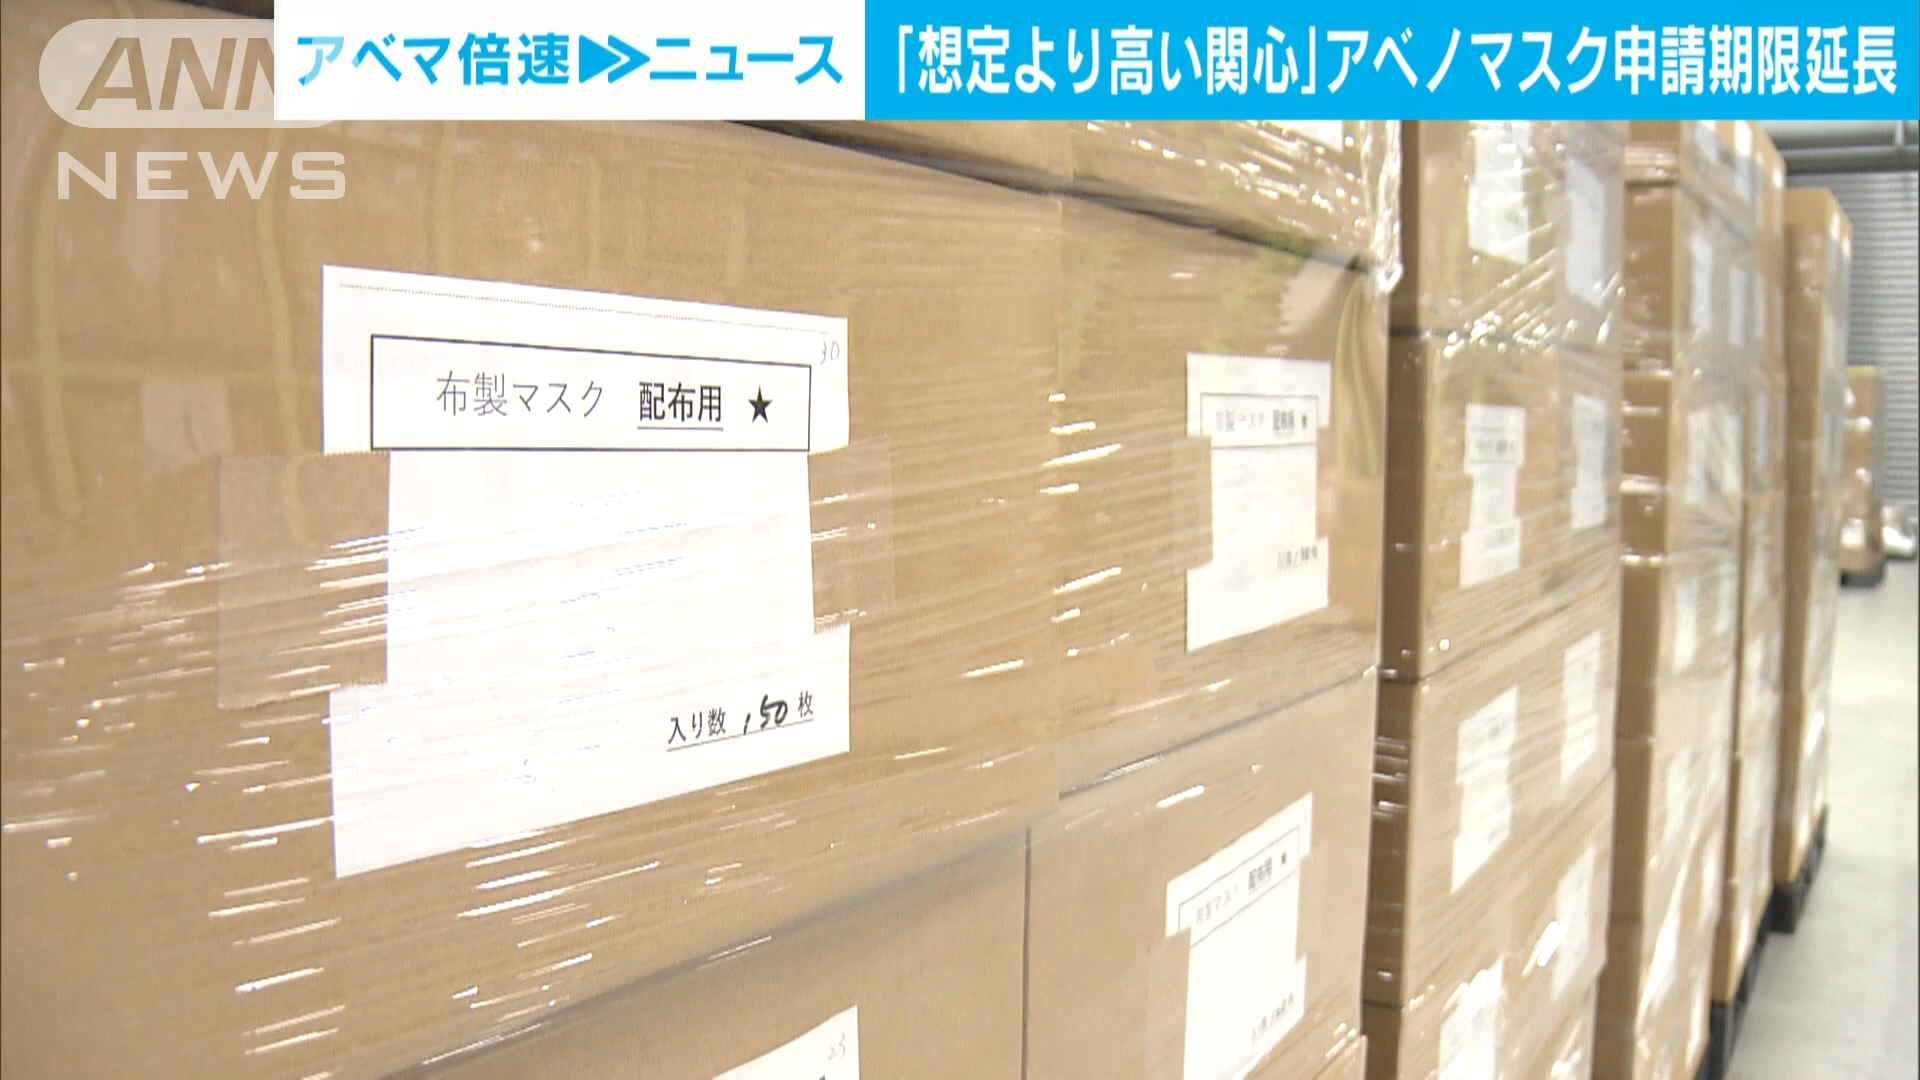 ANN
NEWS
アベマ倍速▶≫ニュース
「想定より高い関心」アベノマスク申請期限延長
30
布製マスク 配布用 ★
入り数 150 枚
布製マスク 配布用 ★
布製マスク 配布用 ★
23